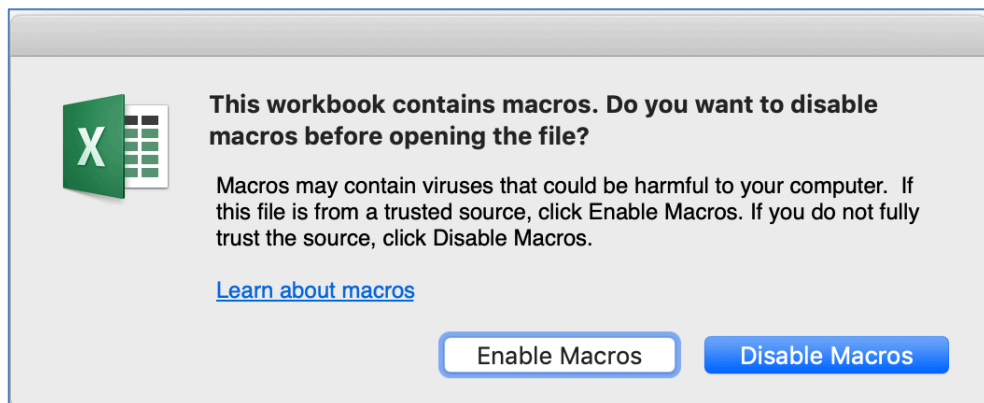 This workbook contains macros. Do you want to disable
macros before opening the file?
Macros may contain viruses that could be harmful to your computer.  If
this file is from a trusted source, click Enable Macros. If you do not fully
trust the source, click Disable Macros.
Learn about macros
Enable Macros
Disable Macros
X